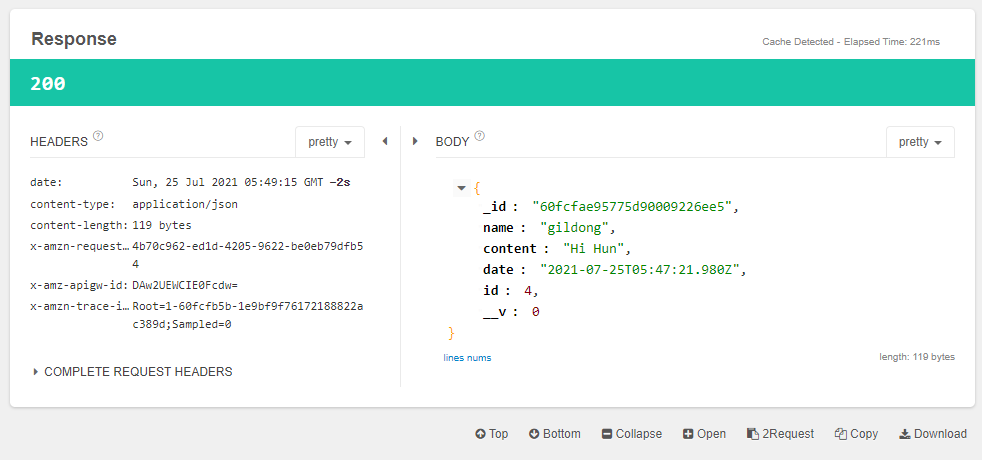 Response
Cache Detected - Elapsed Time: 221ms
200
HEADERS ?
pretty
date: Sun, 25 Jul 2021 05:49:15 GMT -2s
content-type: application/json
content-length: 119 bytes
x-amzn-request… 4b70c962-ed1d-4205-9622-be0eb79dfb5
4
x-amz-apigw-id: DAw2UEWCIE0Fcdw=
x-amzn-trace-i… Root=1-60fcfb5b-1e9bf9f76172188822a
c389d;Sampled=0
COMPLETE REQUEST HEADERS
BODY ?
pretty
{
_id : "60fcfae95775d90009226ee5",
name : "gildong",
content : "Hi Hun",
date : "2021-07-25T05:47:21.980Z",
id : 4,
__v : 0
}
lines nums
length: 119 bytes
Top Bottom Collapse Open 2Request Copy Download